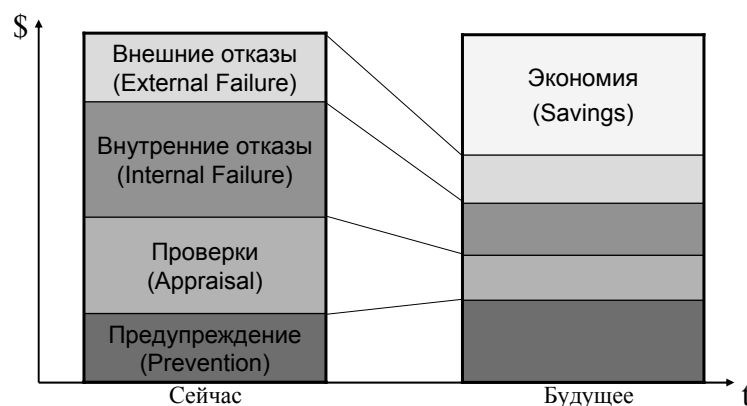 $
Внешние отказы
(External Failure)
Внутренние отказы
(Internal Failure)
Проверки
(Appraisal)
Предупреждение
(Prevention)
Экономия
(Savings)
Сейчас
Будущее
t